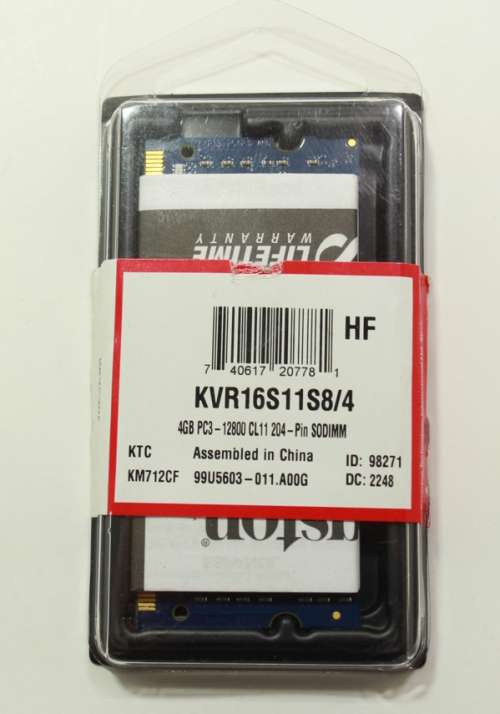 LIFETIME
WARRANTY
HF
7 40617 20778 1
KVR16S11S8/4
4GB PC3-12800 CL11 204-Pin SODIMM
KTC Assembled in China ID: 98271
KM712CF 99U5603-011.A00G DC: 2248
gston®